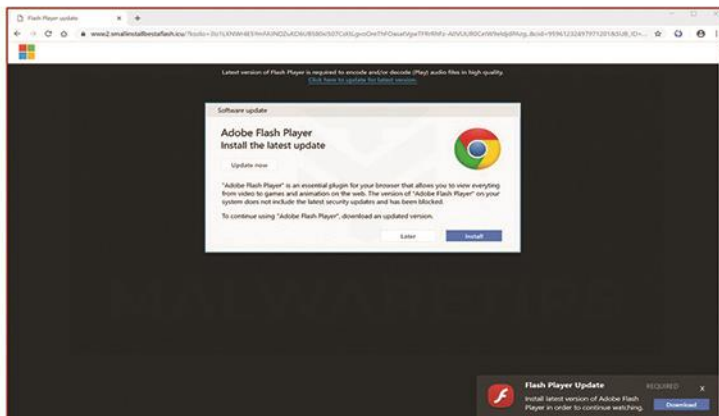 Flash Player update
Latest version of Flash Player is required to encode and/or decode (Play) audio files in high quality.
Click here to update for latest version.
Software update
Adobe Flash Player
Install the latest update
Update now
"Adobe Flash Player" is an essential plugin for your browser that allows you to view everyting
from video to games and animation on the web. The version of "Adobe Flash Player" on your
system does not include the latest security updates and has been blocked.
To continue using "Adobe Flash Player", download an updated version.
Later
Install
MALWARETIPS
Flash Player Update
REQUIRED
X
Install latest version of Adobe Flash
Player in order to continue watching.
Download